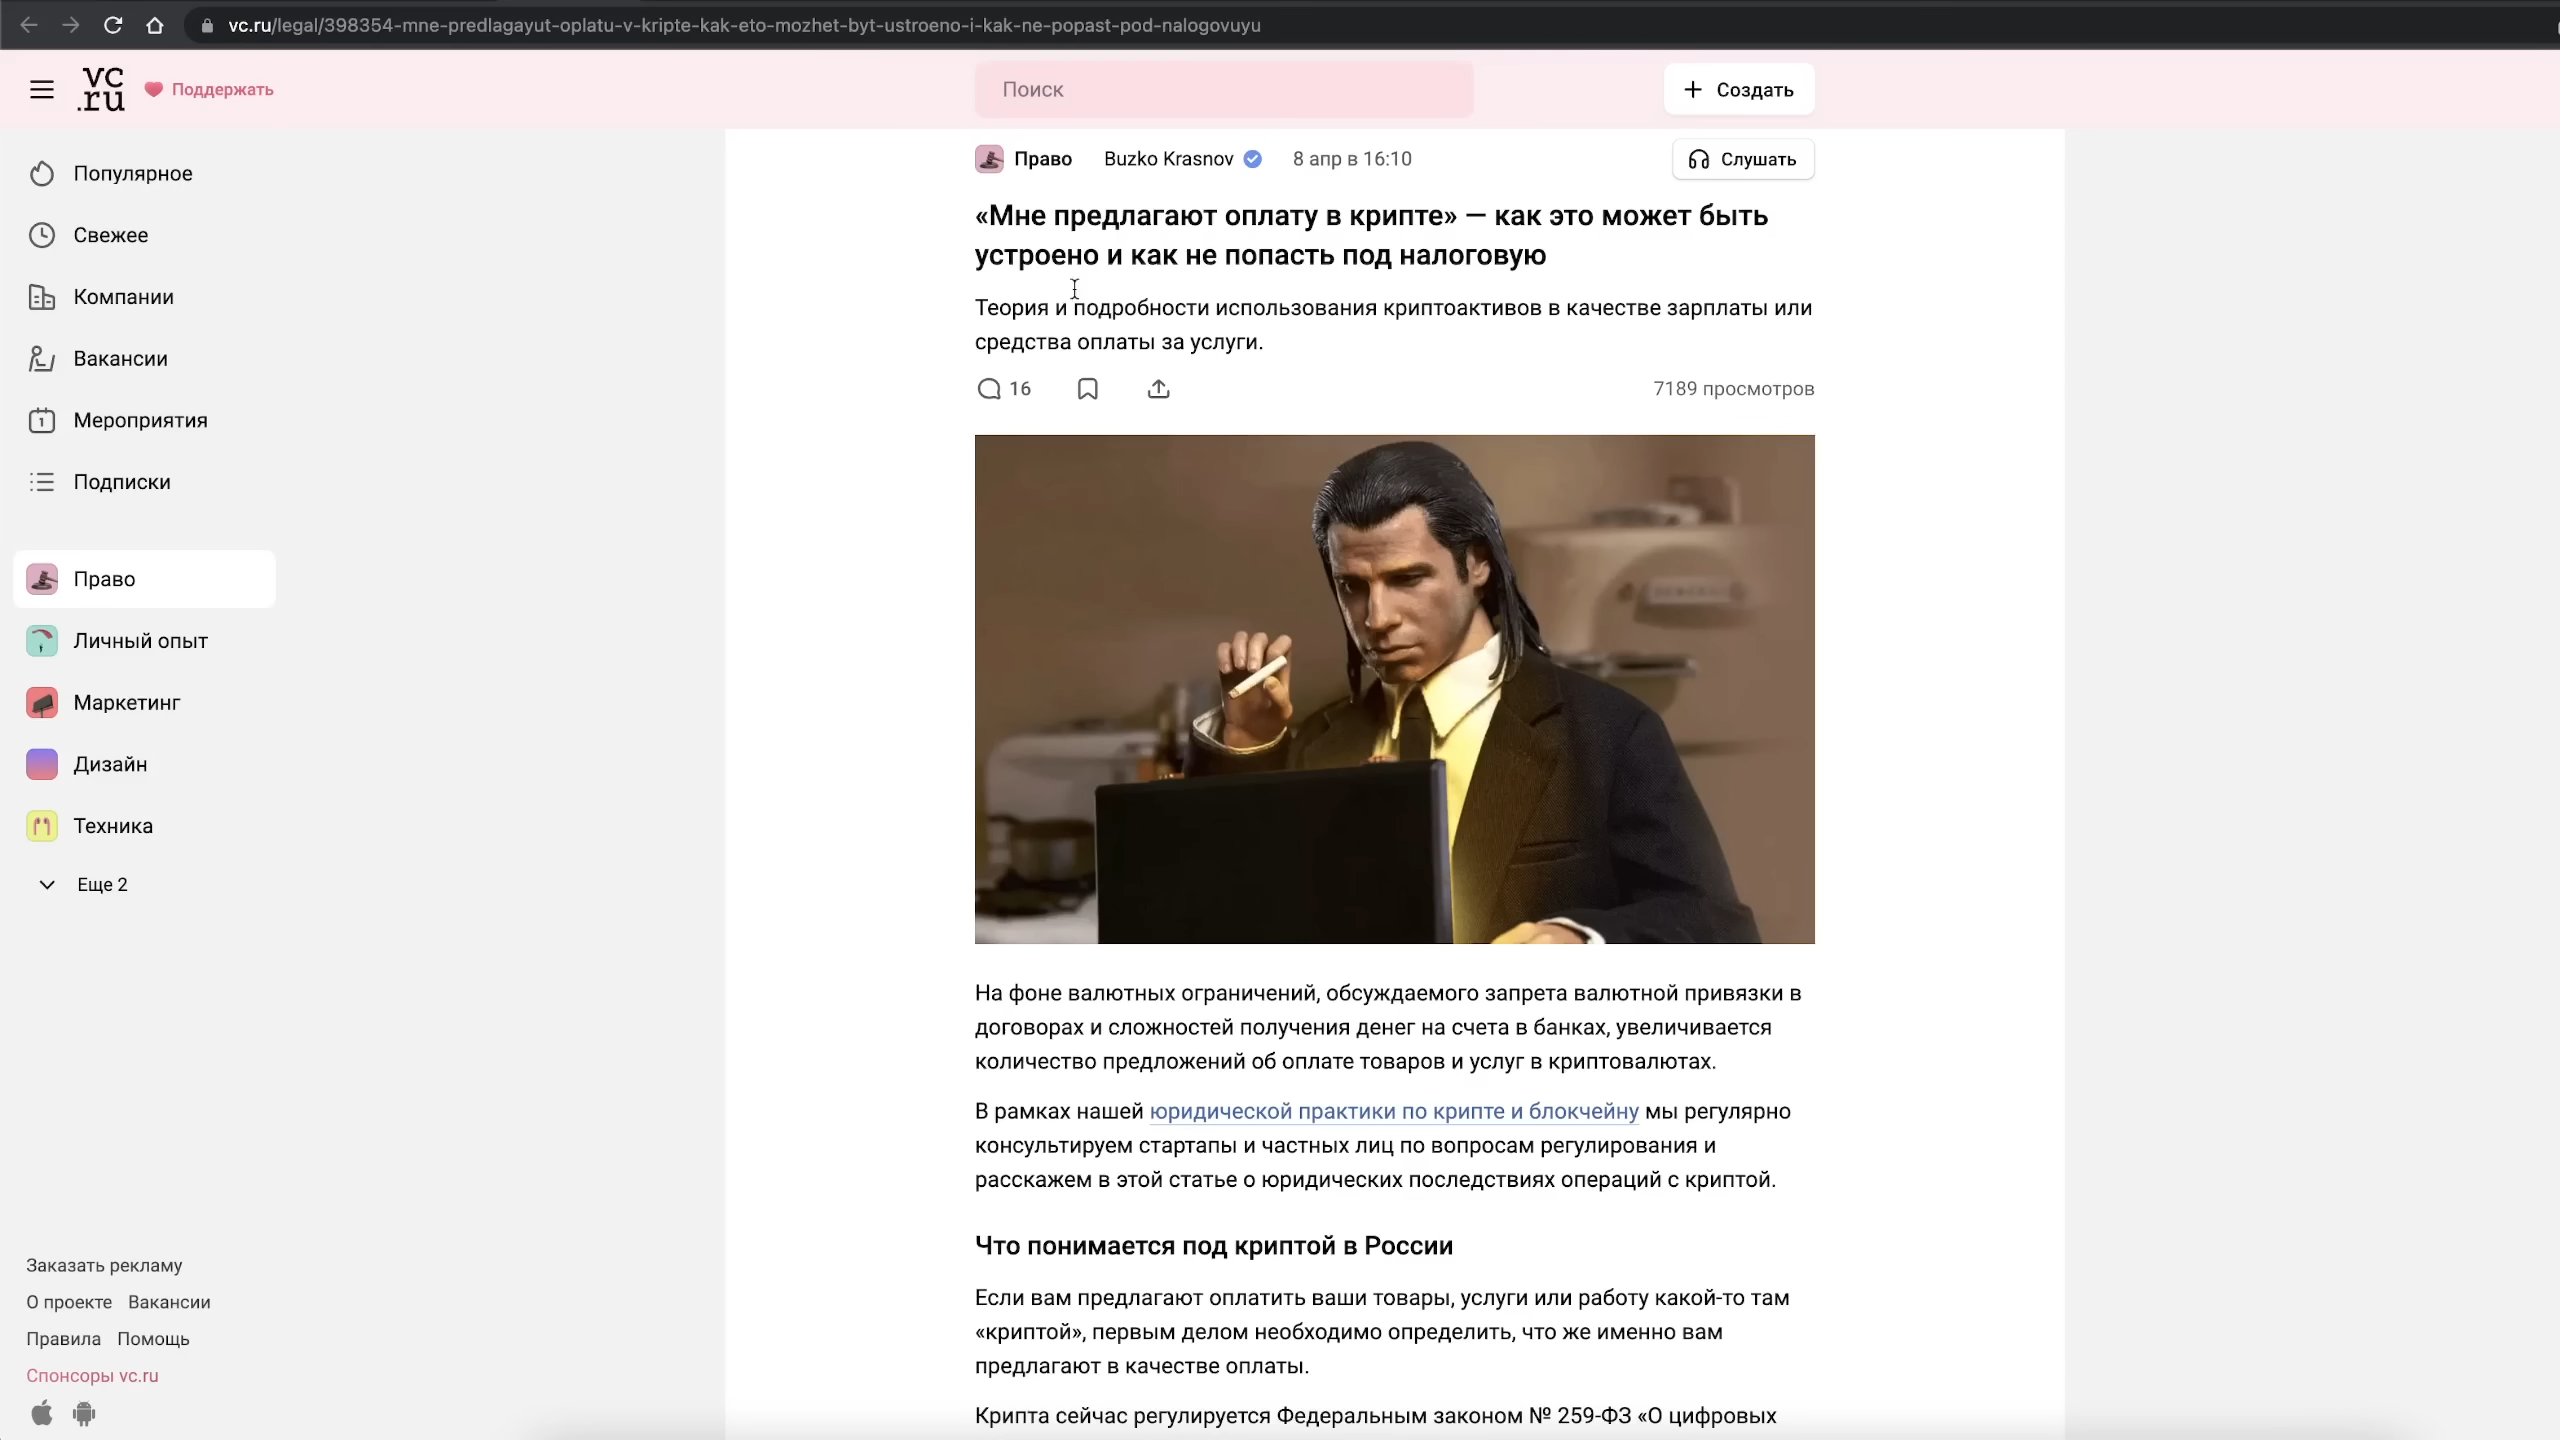 vc.ru/legal/398354-mne-predlagayut-oplatu-v-kripte-kak-eto-mozhet-byt-ustroeno-i-kak-ne-popast-pod-nalogovuyu
vc
.ru
Поддержать
Поиск
Создать
Популярное
Свежее
Компании
Вакансии
Мероприятия
Подписки
Право
Личный опыт
Маркетинг
Дизайн
Техника
Еще 2
Заказать рекламу
О проекте Вакансии
Правила Помощь
Спонсоры vc.ru
Право Buzko Krasnov 8 апр в 16:10 Слушать
«Мне предлагают оплату в крипте» — как это может быть
устроено и как не попасть под налоговую
Теория и подробности использования криптоактивов в качестве зарплаты или
средства оплаты за услуги.
16 7189 просмотров
На фоне валютных ограничений, обсуждаемого запрета валютной привязки в
договорах и сложностей получения денег на счета в банках, увеличивается
количество предложений об оплате товаров и услуг в криптовалютах.
В рамках нашей юридической практики по крипте и блокчейну мы регулярно
консультируем стартапы и частных лиц по вопросам регулирования и
расскажем в этой статье о юридических последствиях операций с криптой.
Что понимается под криптой в России
Если вам предлагают оплатить ваши товары, услуги или работу какой-то там
«криптой», первым делом необходимо определить, что же именно вам
предлагают в качестве оплаты.
Крипта сейчас регулируется Федеральным законом № 259-ФЗ «О цифровых